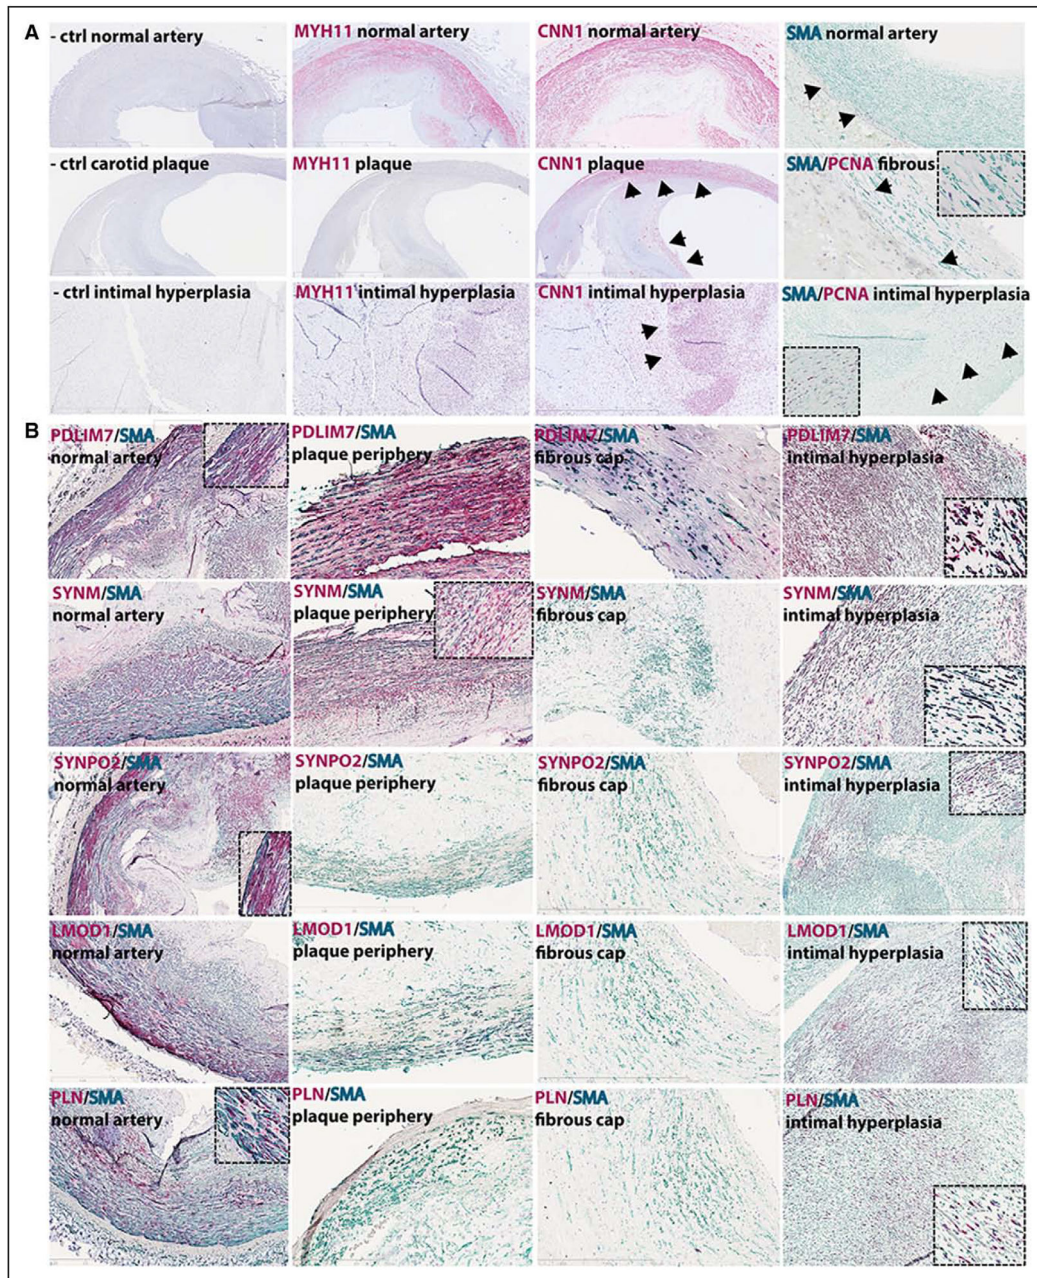 A
- ctrl normal artery
MYH11 normal artery
CNN1 normal artery
SMA normal artery
- ctrl carotid plaque
MYH11 plaque
CNN1 plaque
SMA/PCNA fibrous
- ctrl intimal hyperplasia
MYH11 intimal hyperplasia
CNN1 intimal hyperplasia
SMA/PCNA intimal hyperplasia
B
PDLIM7/SMA
normal artery
PDLIM7/SMA
plaque periphery
PDLIM7/SMA
fibrous cap
PDLIM7/SMA
intimal hyperplasia
SYNM/SMA
normal artery
SYNM/SMA
plaque periphery
SYNM/SMA
fibrous cap
SYNM/SMA
intimal hyperplasia
SYNPO2/SMA
normal artery
SYNPO2/SMA
plaque periphery
SYNPO2/SMA
fibrous cap
SYNPO2/SMA
intimal hyperplasia
LMOD1/SMA
normal artery
LMOD1/SMA
plaque periphery
LMOD1/SMA
fibrous cap
LMOD1/SMA
intimal hyperplasia
PLN/SMA
normal artery
PLN/SMA
plaque periphery
PLN/SMA
fibrous cap
PLN/SMA
intimal hyperplasia